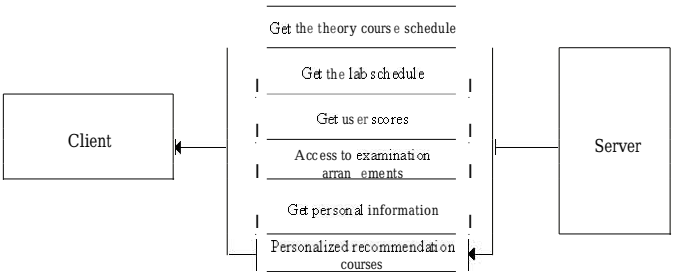 Get the theory course schedule
Get the lab schedule
Get user scores
Client
Server
Access to examination
arran ements
Get personal information
Personalized recommendation
courses